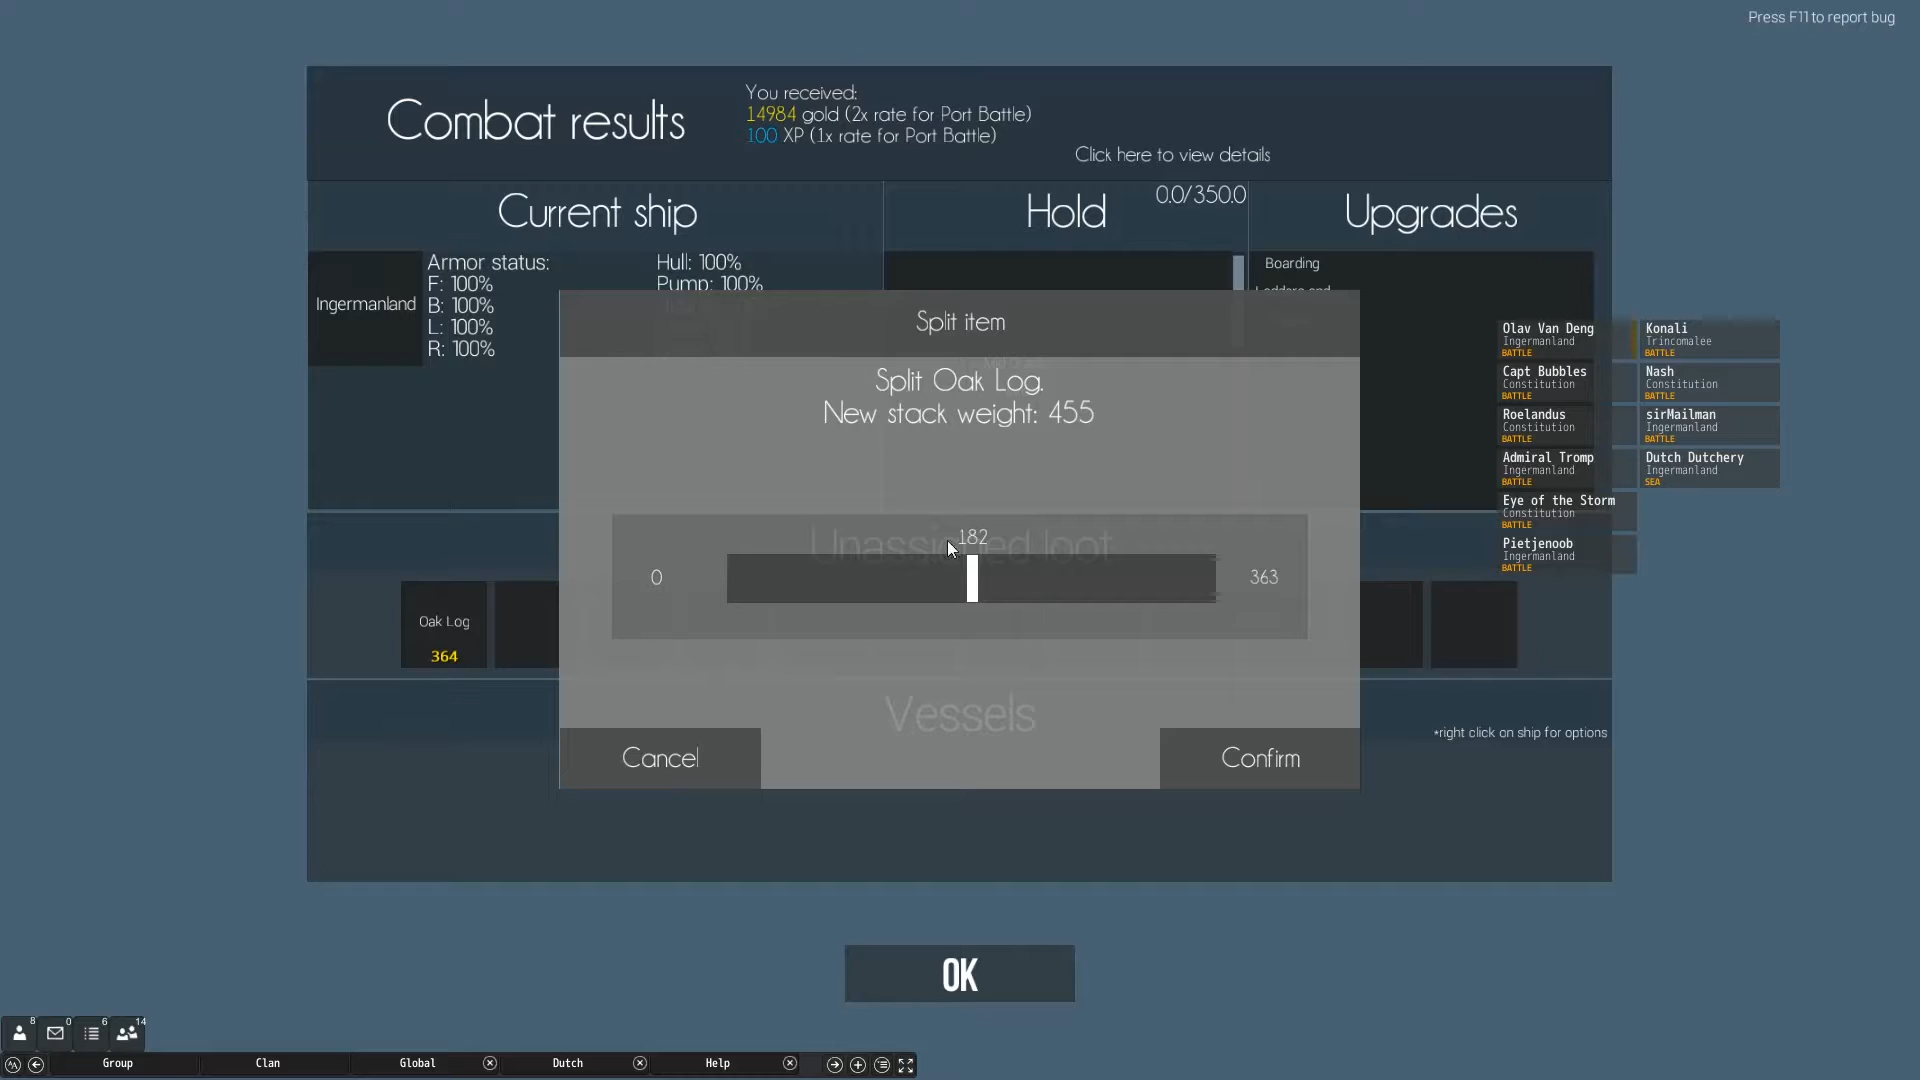 Press F11 to report bug
Combat results
You received:
14984 gold (2x rate for Port Battle)
100 XP (1x rate for Port Battle)
Click here to view details
Current ship
Hold
0.0/350.0
Upgrades
Ingermanland
Armor status:
F: 100%
B: 100%
L: 100%
R: 100%
Hull: 100%
Pump: 100%
Boarding
Split item
Split Oak Log.
New stack weight: 455
Unassigned loot
182
0
363
Oak Log
364
Vessels
*right click on ship for options
Cancel
Confirm
Olav Van Deng
Ingermanland
BATTLE
Capt Bubbles
Constitution
BATTLE
Roelandus
Constitution
BATTLE
Admiral Tromp
Ingermanland
BATTLE
Eye of the Storm
Constitution
BATTLE
Pietjenoob
Ingermanland
BATTLE
Konali
Trincomalee
BATTLE
Nash
Constitution
BATTLE
sirMailman
Ingermanland
BATTLE
Dutch Dutchery
Ingermanland
SEA
OK
8
0
6
14
Group
Clan
Global
Dutch
Help